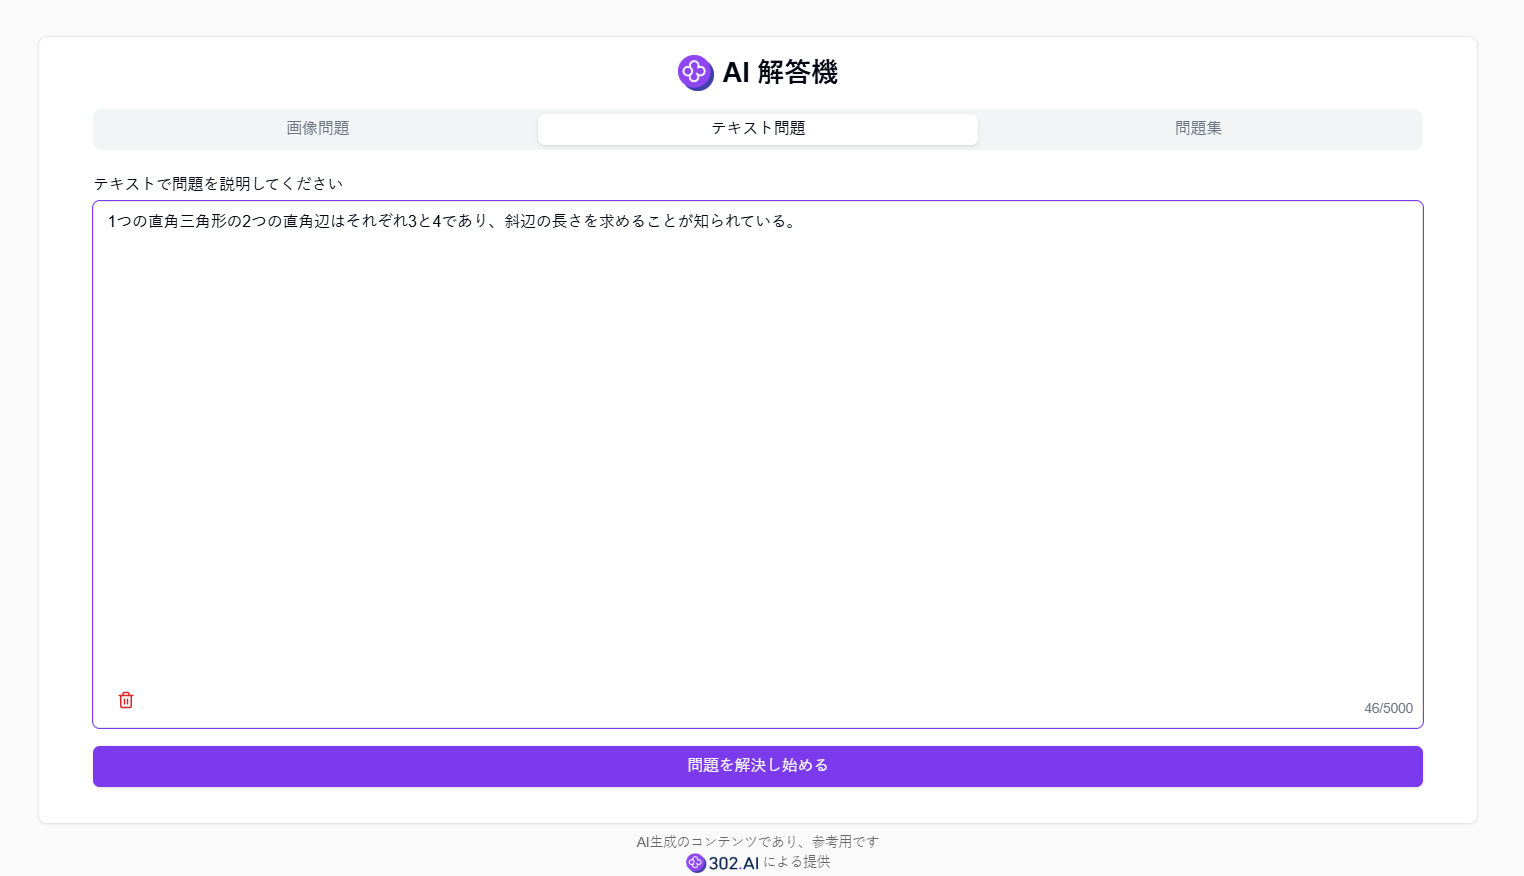 AI 解答機
画像問題
テキスト問題
問題集
テキストで問題を説明してください
1つの直角三角形の2つの直角辺はそれぞれ3と4であり、斜辺の長さを求めることが知られている。
46/5000
問題を解決し始める
AI生成のコンテンツであり、参考用です
302.AI による提供